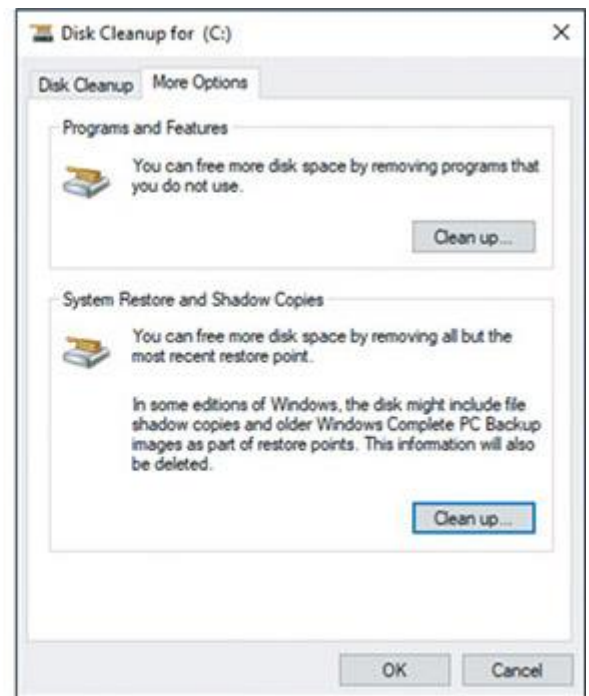 Disk Cleanup for (C:)
Disk Cleanup
More Options
Programs and Features
You can free more disk space by removing programs that
you do not use.
Clean up...
System Restore and Shadow Copies
You can free more disk space by removing all but the
most recent restore point.
In some editions of Windows, the disk might include file
shadow copies and older Windows Complete PC Backup
images as part of restore points. This information will also
be deleted.
Clean up...
OK
Cancel